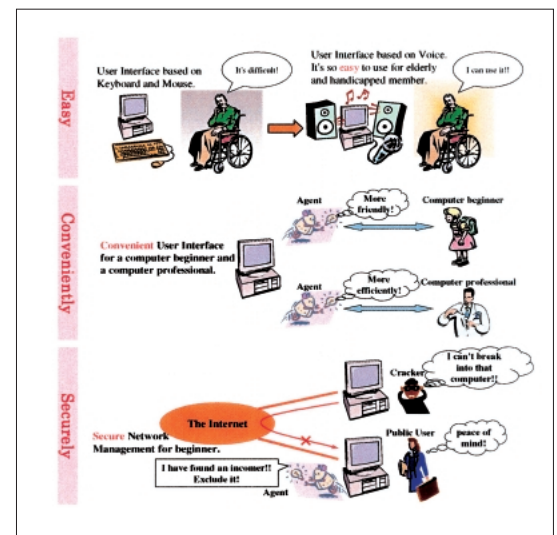 Easy
User Interface based on
Keyboard and Mouse.
It's difficult!
User Interface based on Voice.
It's so easy to use for elderly
and handicapped member.
I can use it!!
Conveniently
Convenient User Interface
for a computer beginner and
a computer professional.
Agent
More
friendly!
Computer beginner
Agent
More
efficiently!
Computer professional
Securely
The Internet
Secure Network
Management for beginner.
I have found an incomer!!
Exclude it!
Agent
Cracker
I can't break
into that
computer!!
Public User
peace of
mind!